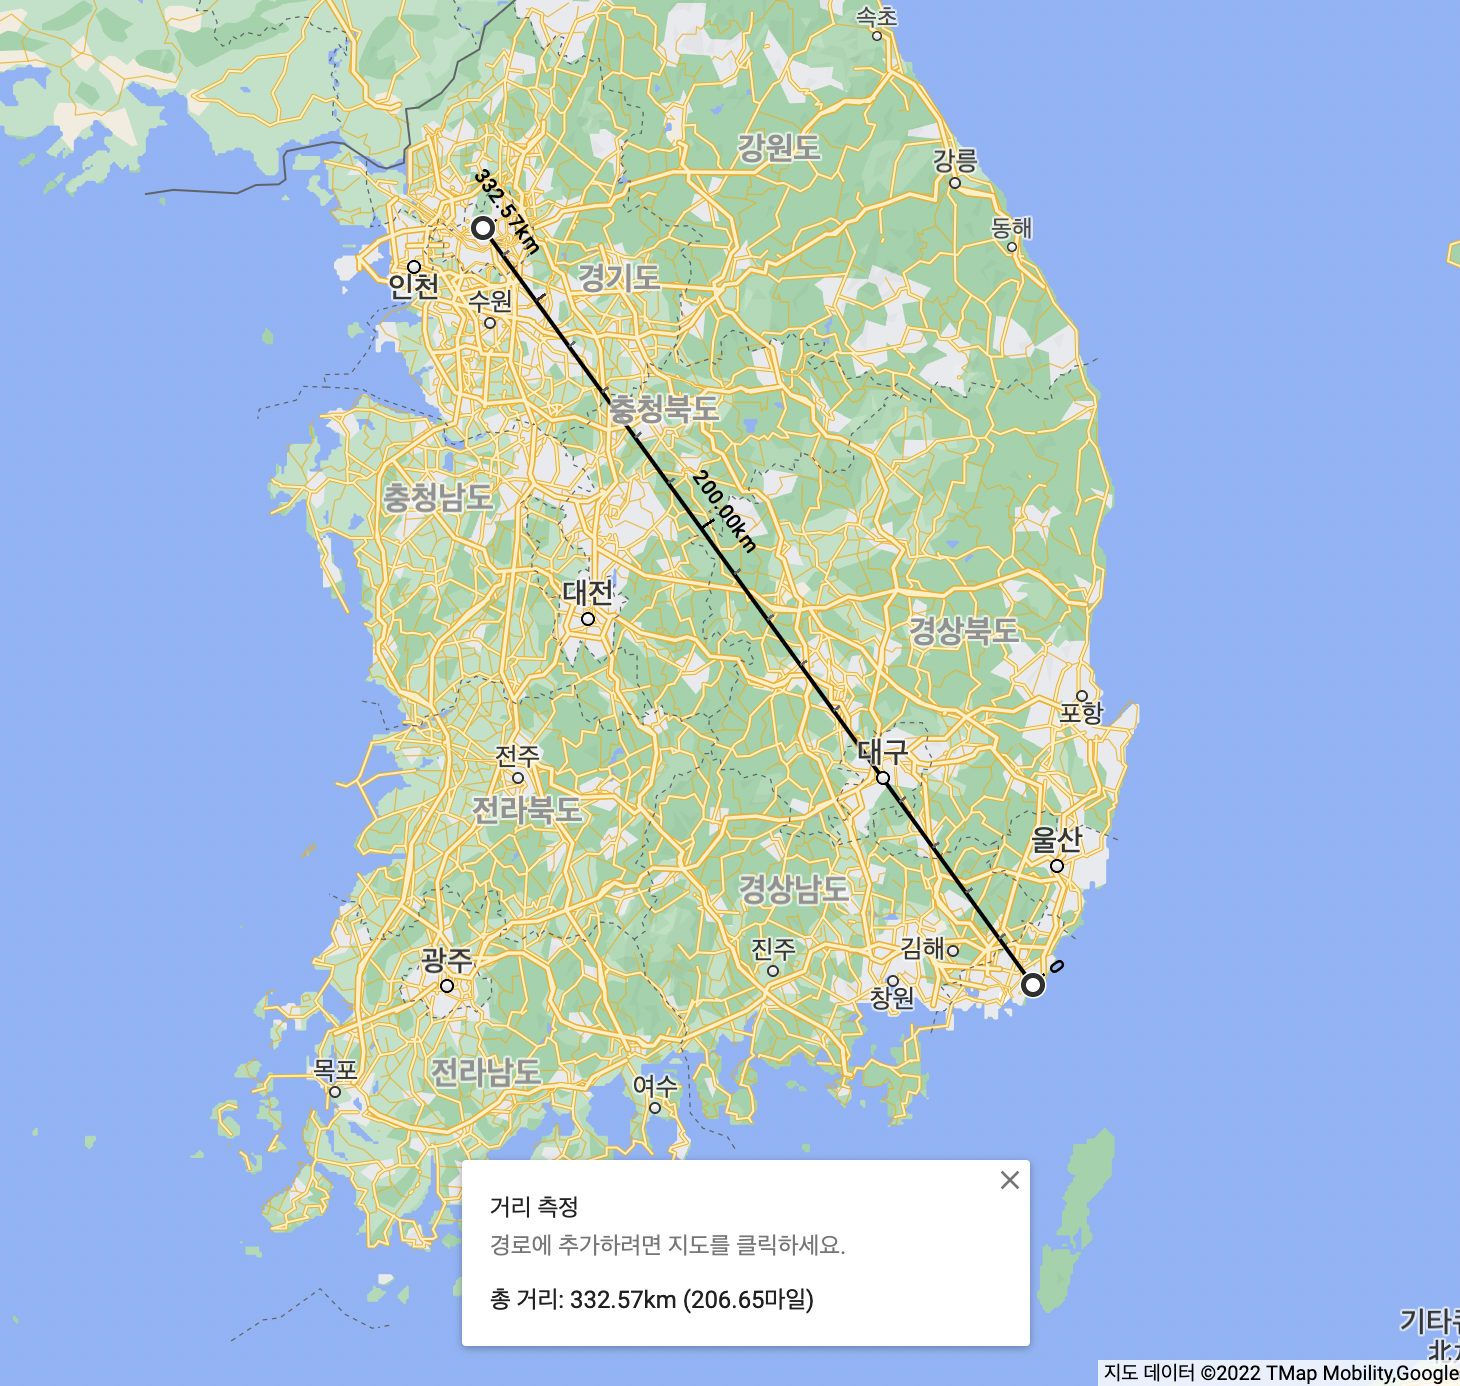 속초
강원도
강릉
332.57km
동해
경기도
인천
수원
충청북도
충청남도
200.00km
대전
경상북도
포항
대구
전주
전라북도
울산
경상남도
진주
김해
광주
0
창원
목포
전라남도
여수
거리 측정
경로에 추가하려면 지도를 클릭하세요.
총 거리: 332.57km (206.65마일)
기타큐
北九
지도 데이터 ©2022 TMap Mobility,Google